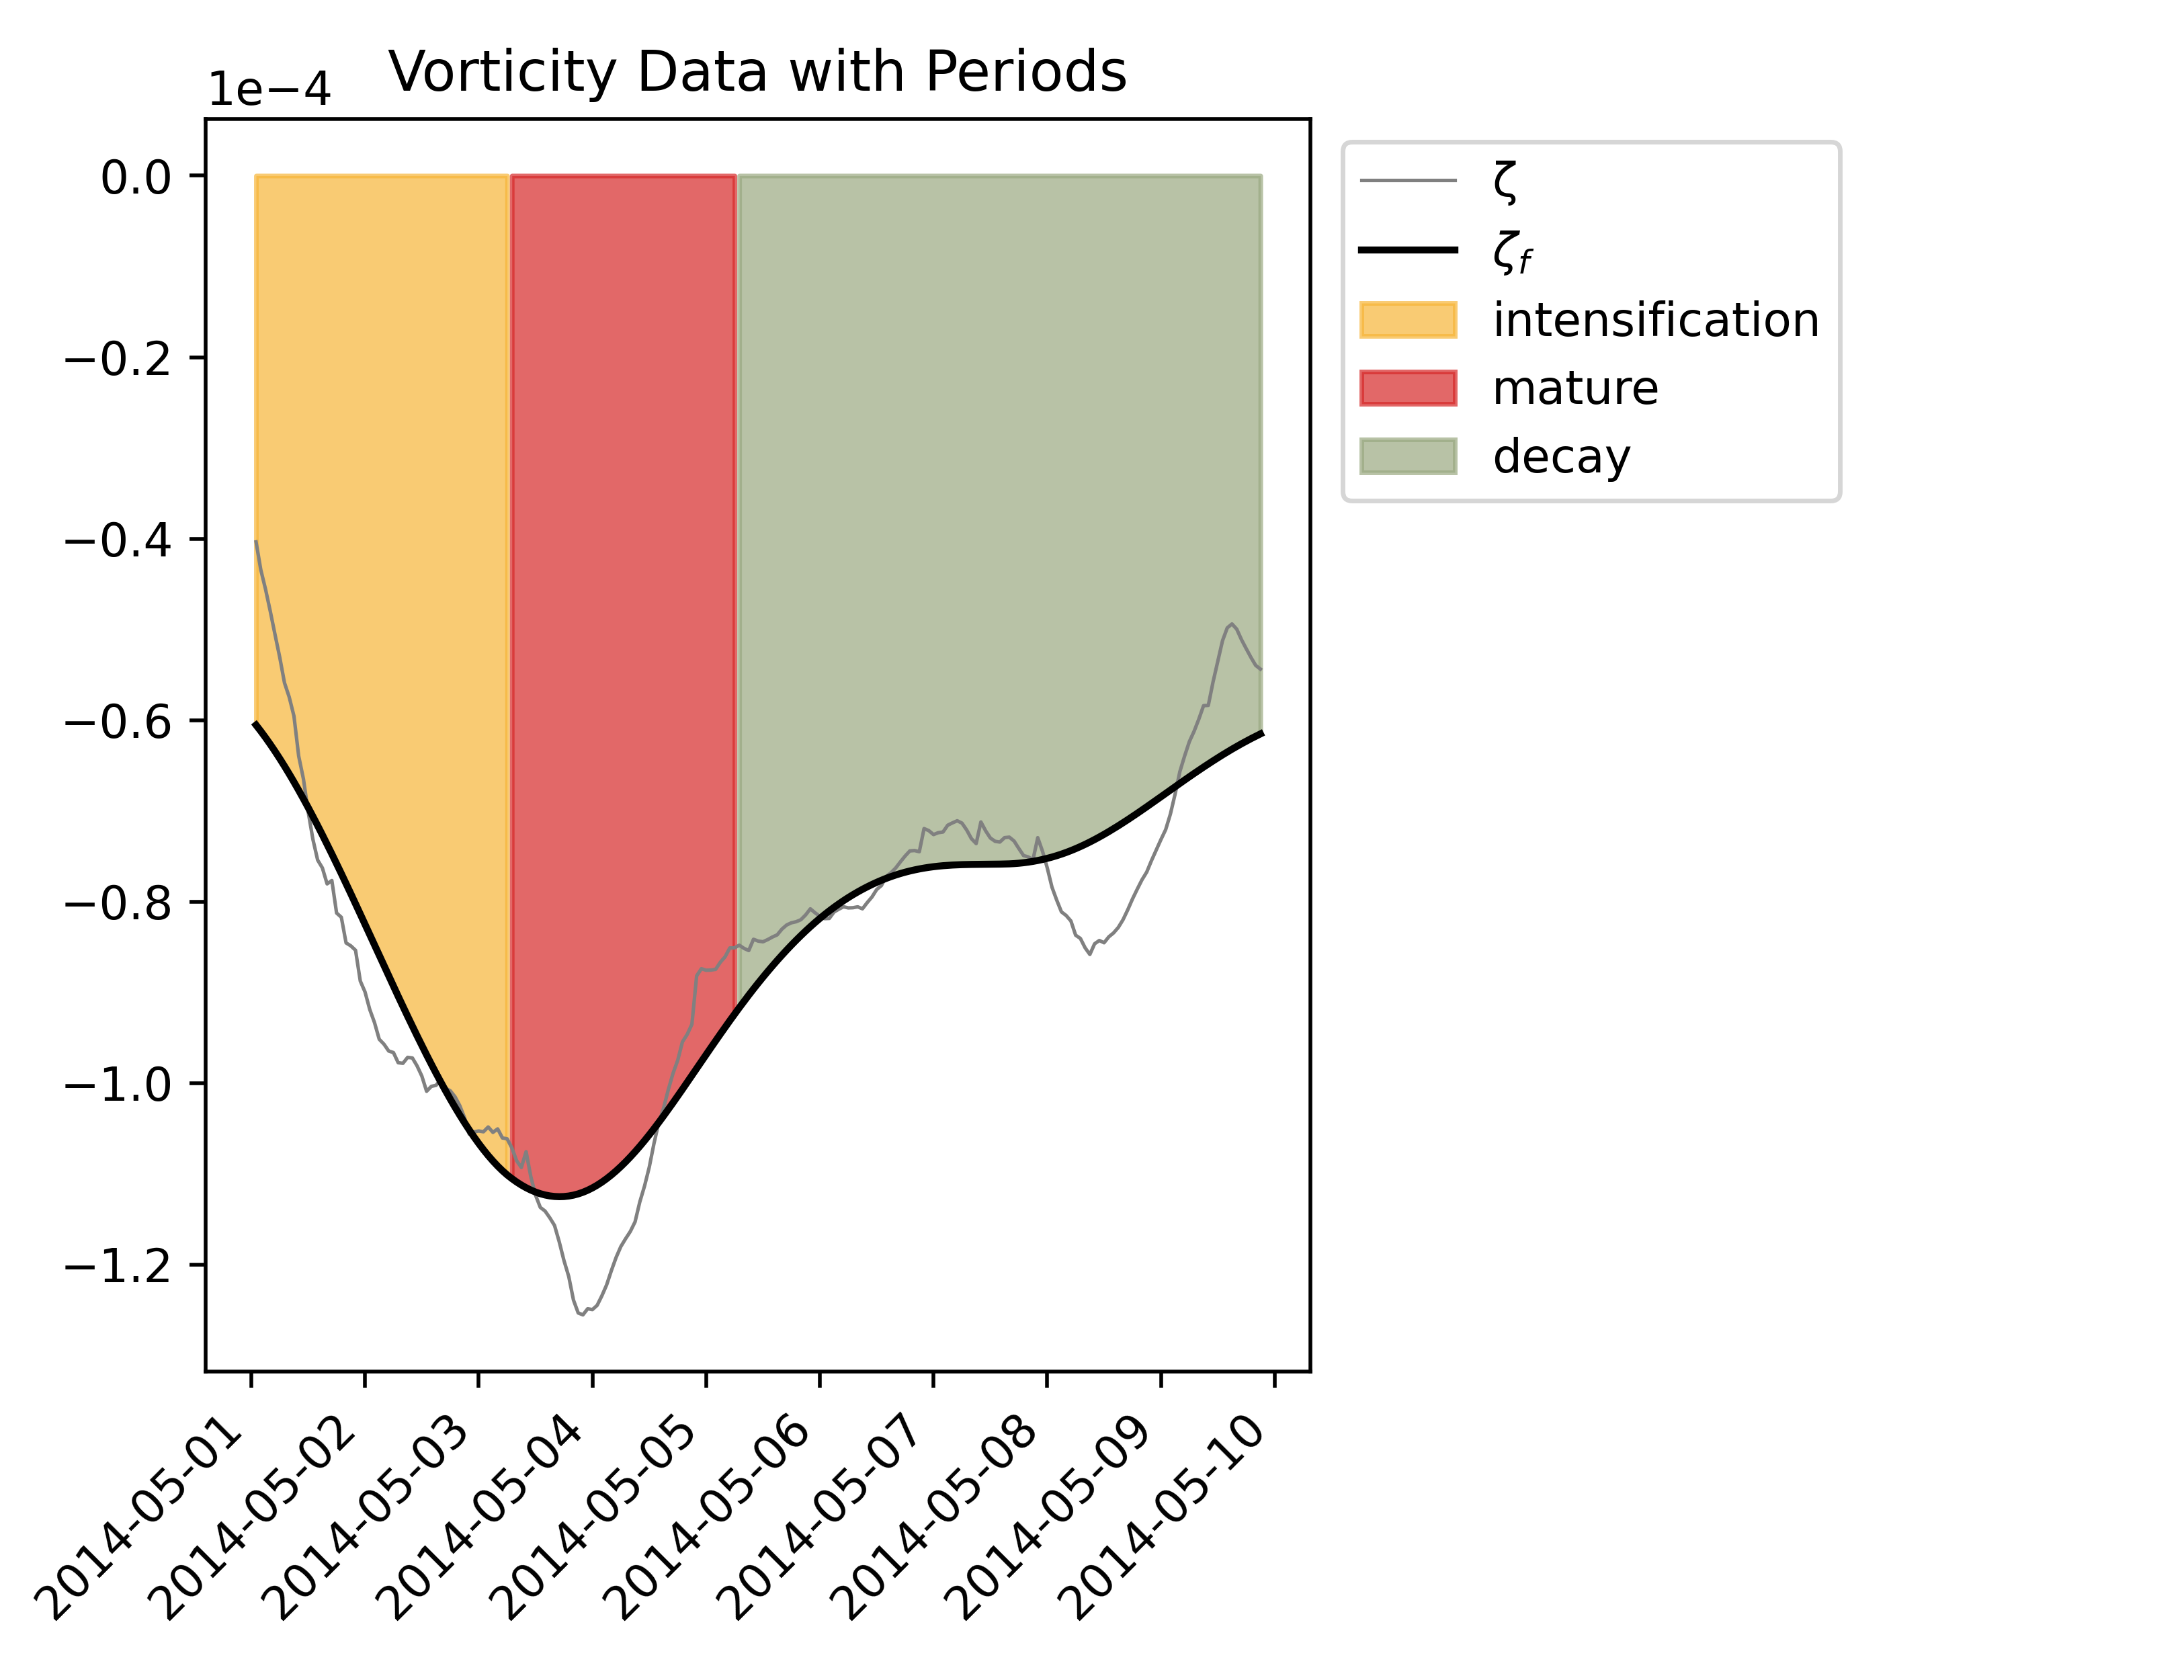 Vorticity Data with Periods
1e−4
0.0
−0.2
−0.4
−0.6
−0.8
−1.0
−1.2
2014-05-01
2014-05-02
2014-05-03
2014-05-04
2014-05-05
2014-05-06
2014-05-07
2014-05-08
2014-05-09
2014-05-10
ζ
ζf
intensification
mature
decay